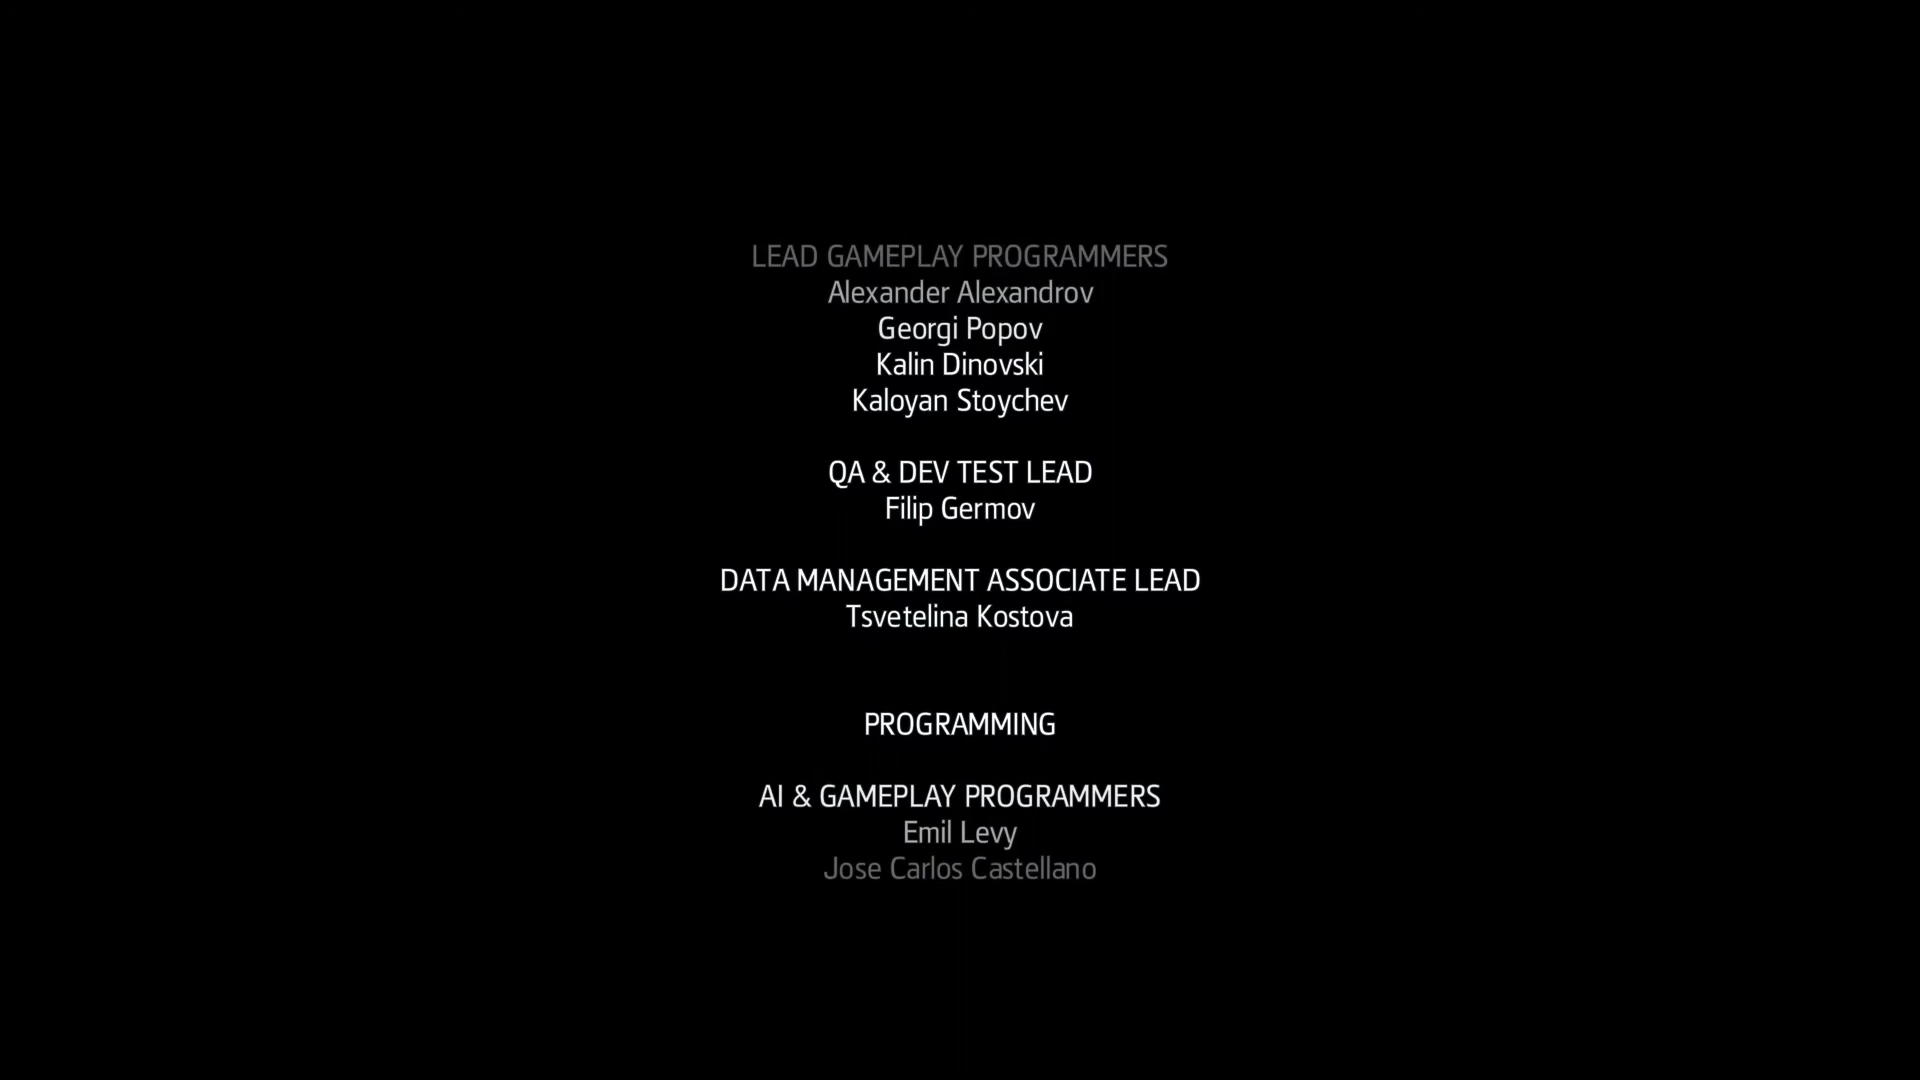 LEAD GAMEPLAY PROGRAMMERS
Alexander Alexandrov
Georgi Popov
Kalin Dinovski
Kaloyan Stoychev
QA & DEV TEST LEAD
Filip Germov
DATA MANAGEMENT ASSOCIATE LEAD
Tsvetelina Kostova
PROGRAMMING
AI & GAMEPLAY PROGRAMMERS
Emil Levy
Jose Carlos Castellano